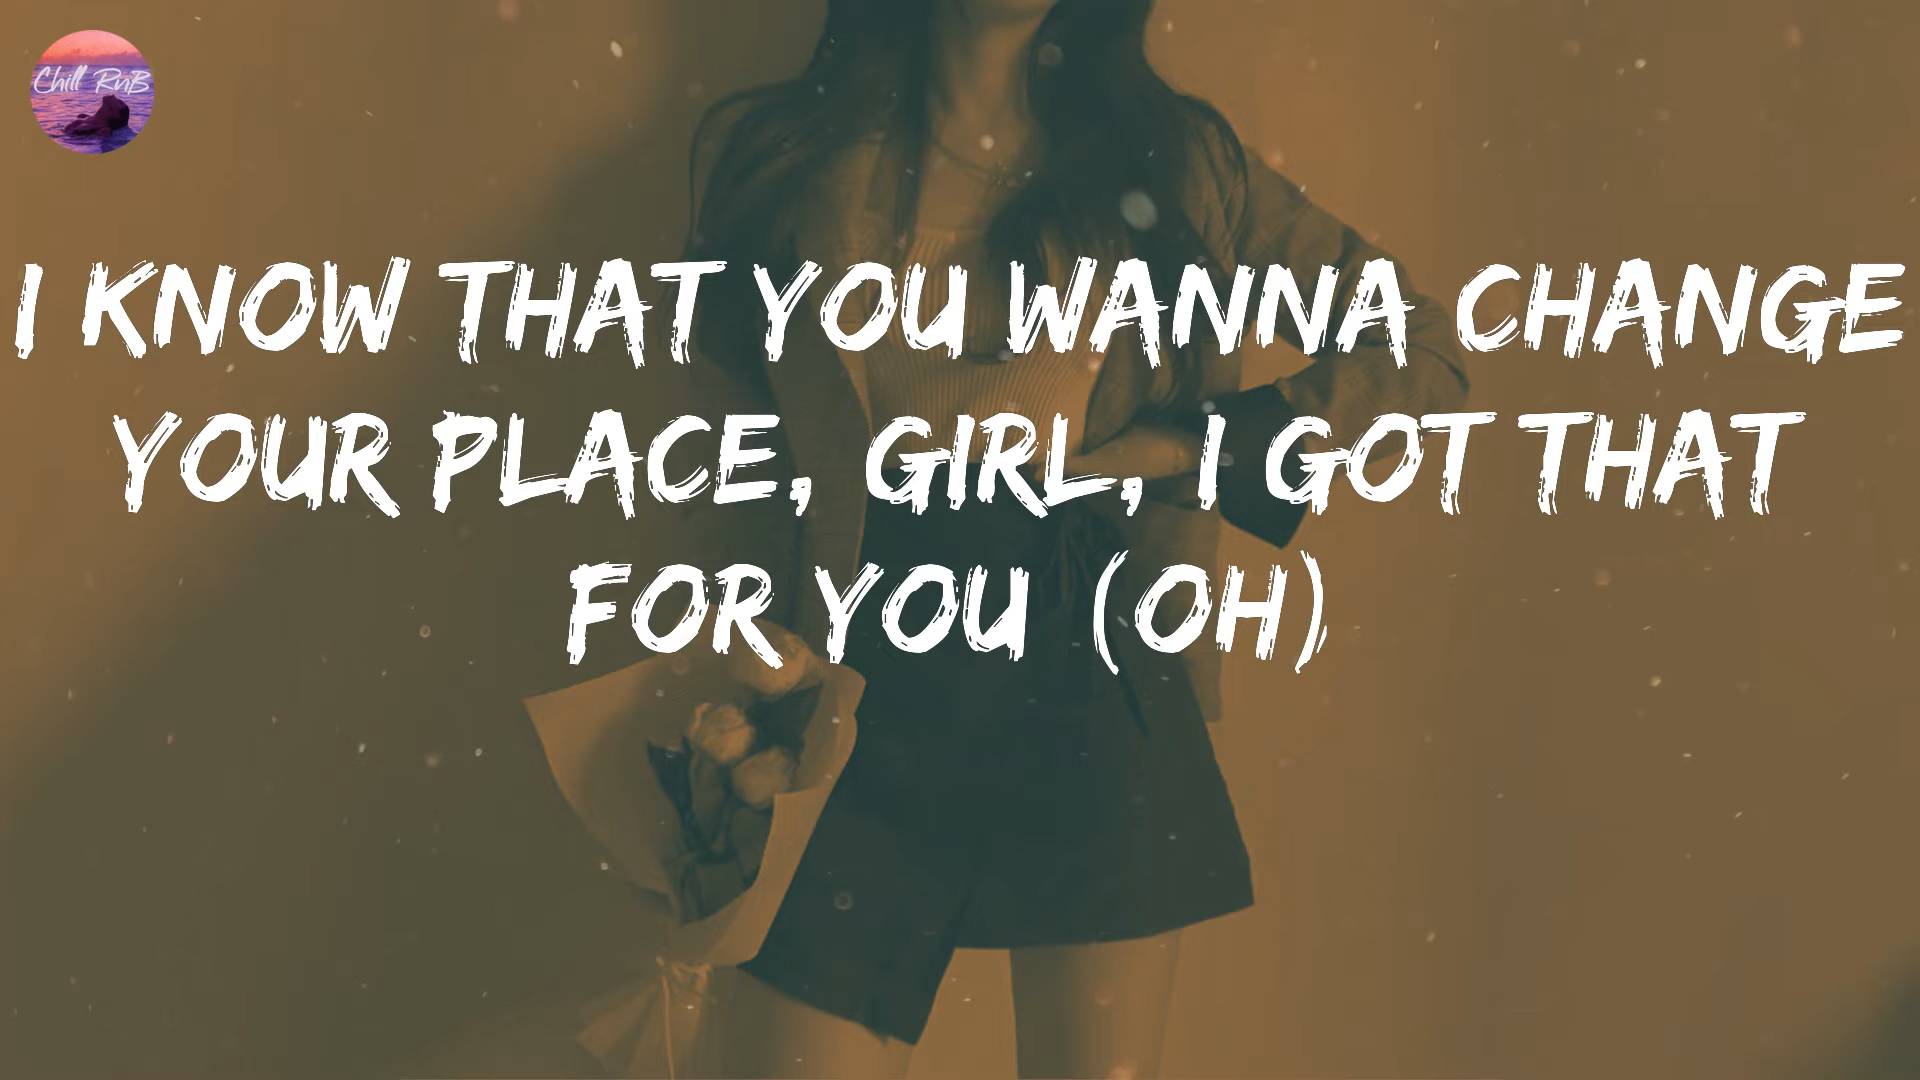 Chill RnB
I KNOW THAT YOU WANNA CHANGE
YOUR PLACE, GIRL, I GOT THAT
FOR YOU (OH)